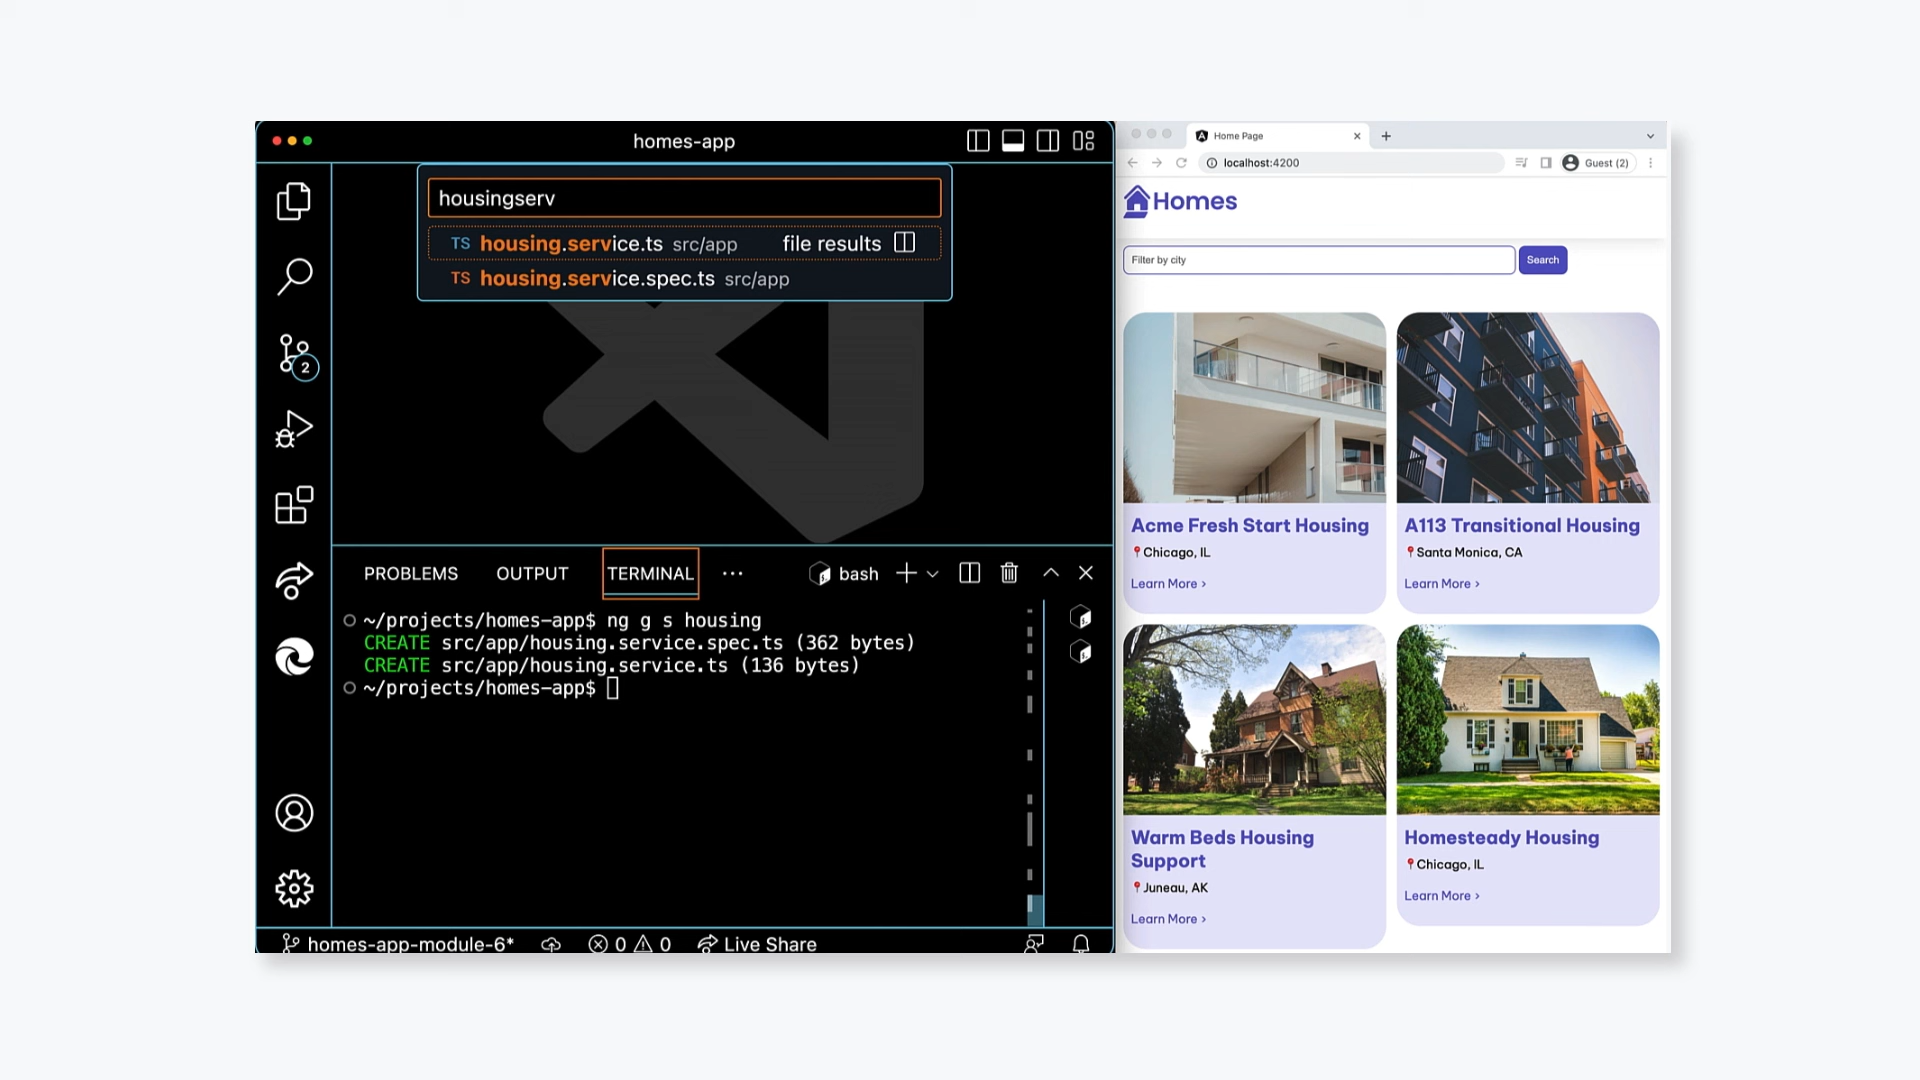 homes-app
housingserv
TS housing.service.ts src/app file results
TS housing.service.spec.ts src/app
2
PROBLEMS OUTPUT TERMINAL ... bash
~/projects/homes-app$ ng g s housing
CREATE src/app/housing.service.spec.ts (362 bytes)
CREATE src/app/housing.service.ts (136 bytes)
~/projects/homes-app$
homes-app-module-6* 0 0 Live Share
Home Page
localhost:4200 Guest (2)
Homes
Filter by city Search
Acme Fresh Start Housing
Chicago, IL
Learn More >
A113 Transitional Housing
Santa Monica, CA
Learn More >
Warm Beds Housing
Support
Juneau, AK
Learn More >
Homesteady Housing
Chicago, IL
Learn More >